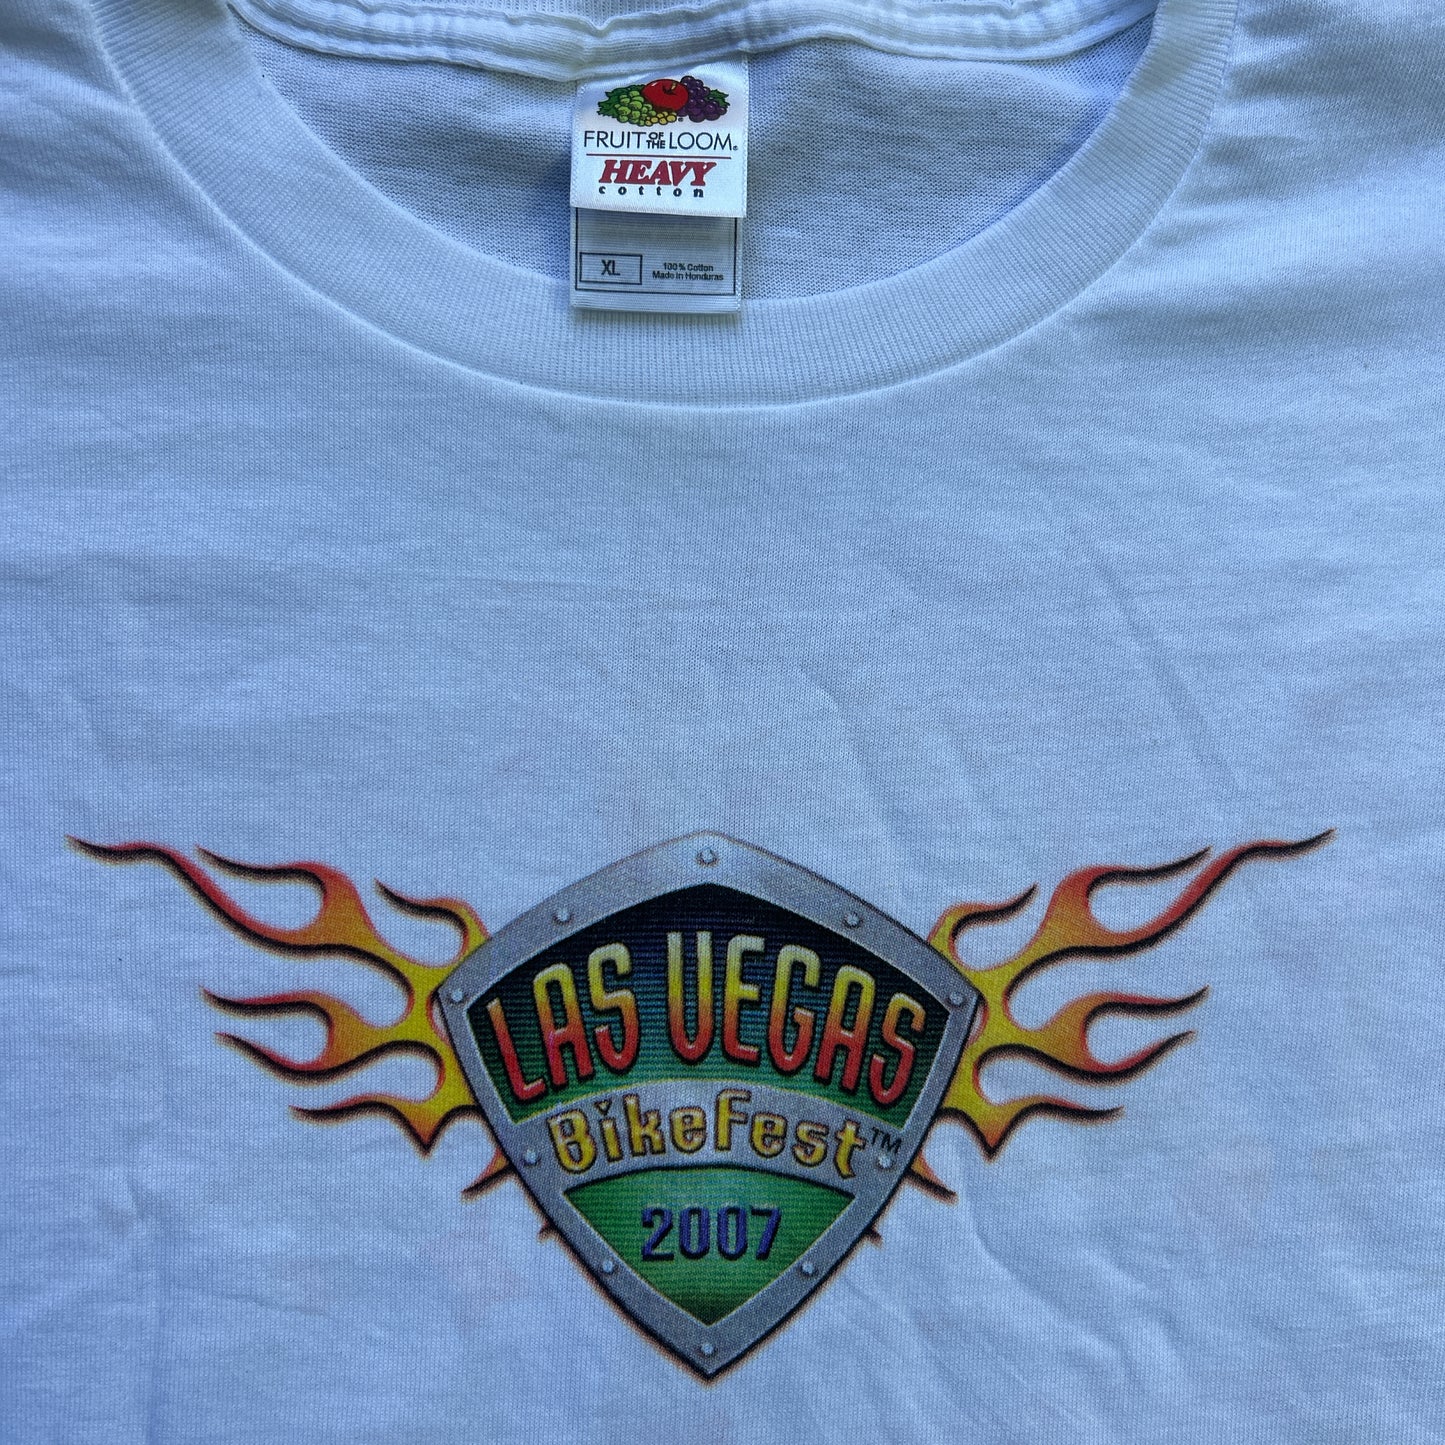 FRUIT OF THE LOOM®
HEAVY
cotton
XL
100% Cotton
Made in Honduras
LAS VEGAS
BikeFest™
2007